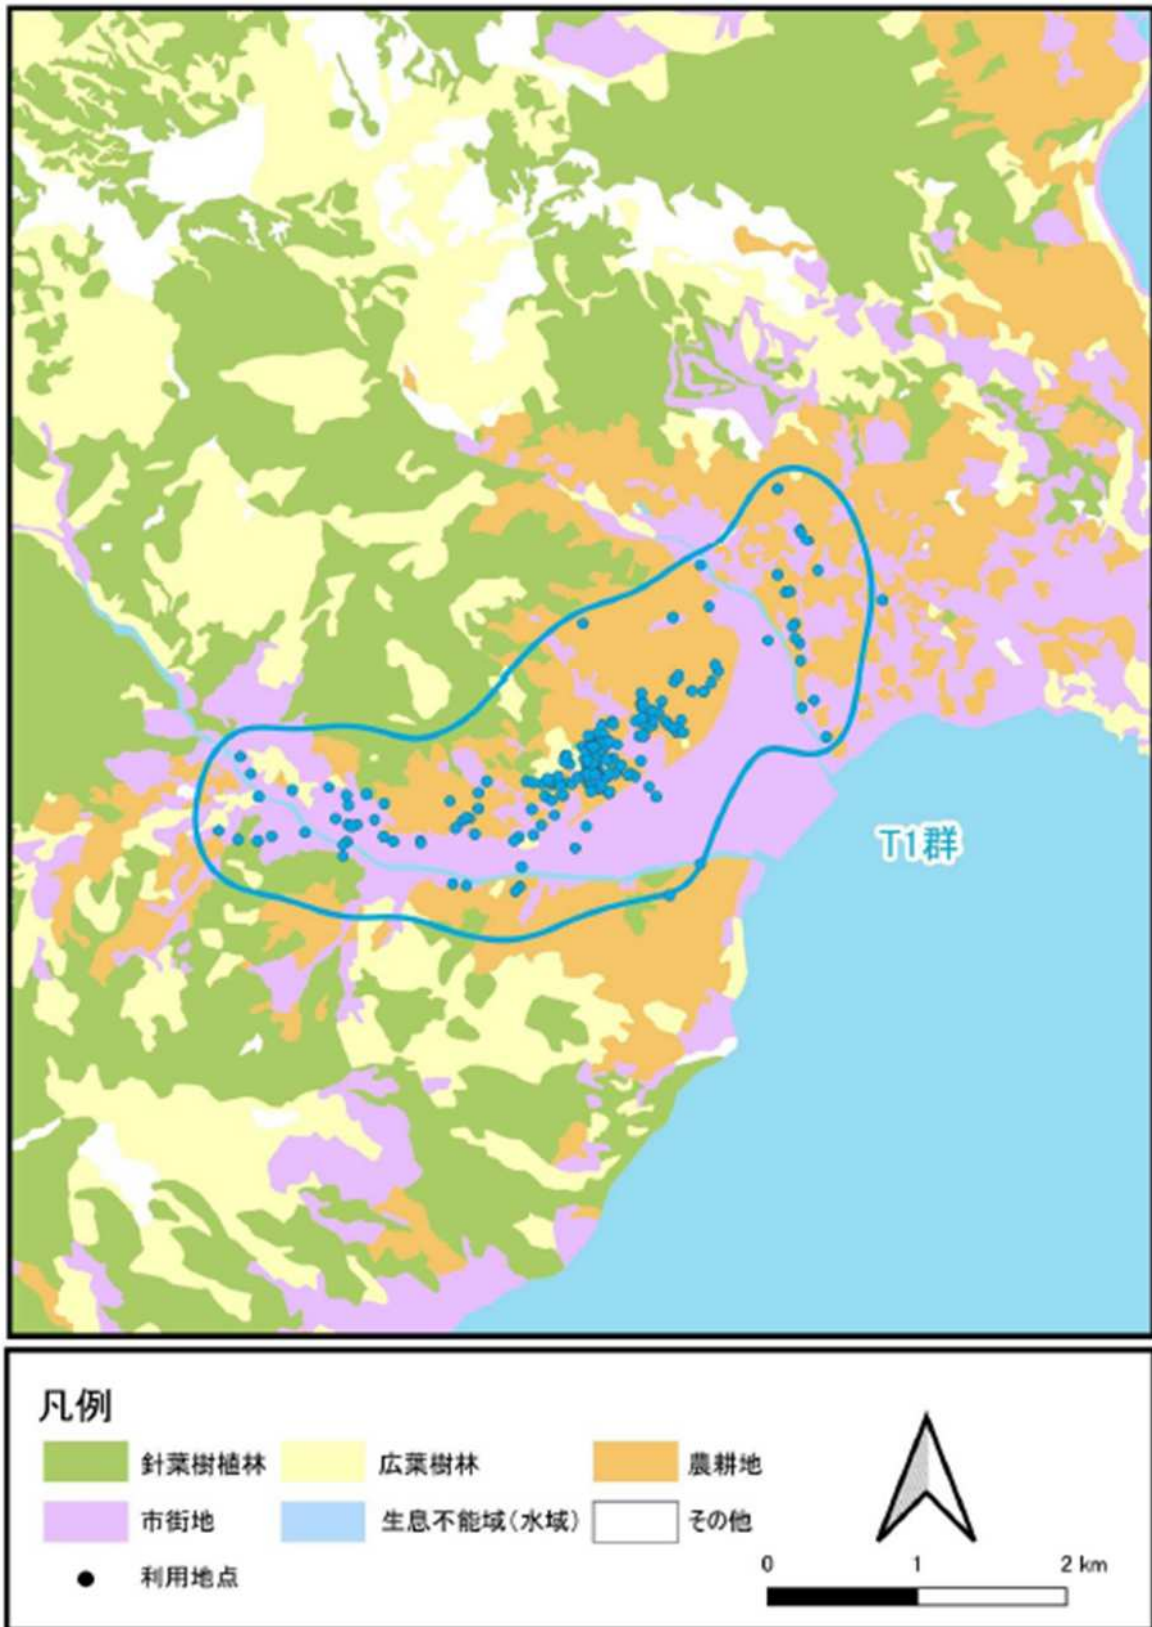 T1群
凡例
針葉樹植林 広葉樹林 農耕地
市街地 生息不能域(水域) その他
利用地点
0 1 2 km